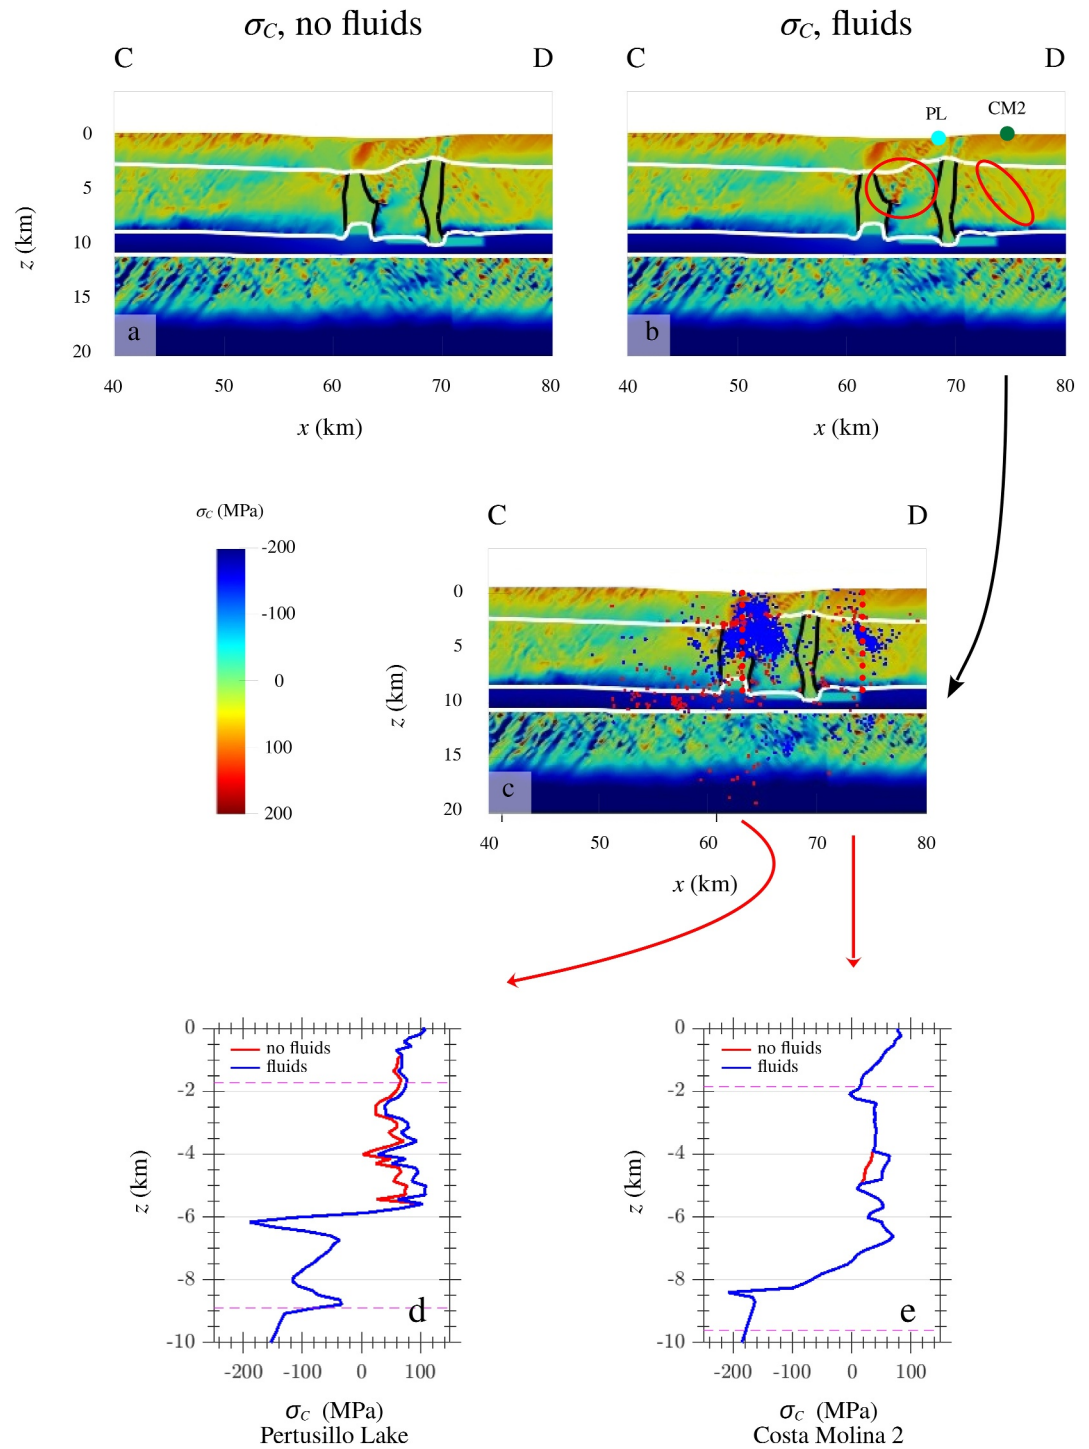 σC, no fluids
σC, fluids
C D
C D
PL
CM2
0
5
10
15
20
z (km)
a
b
40 50 60 70 80
40 50 60 70 80
x (km)
x (km)
σC (MPa)
-200
-100
0
100
200
C D
0
5
10
15
20
z (km)
c
40 50 60 70 80
x (km)
0
-2
-4
-6
-8
-10
z (km)
no fluids
fluids
d
-200 -100 0 100
σC (MPa)
Pertusillo Lake
0
-2
-4
-6
-8
-10
z (km)
no fluids
fluids
e
-200 -100 0 100
σC (MPa)
Costa Molina 2